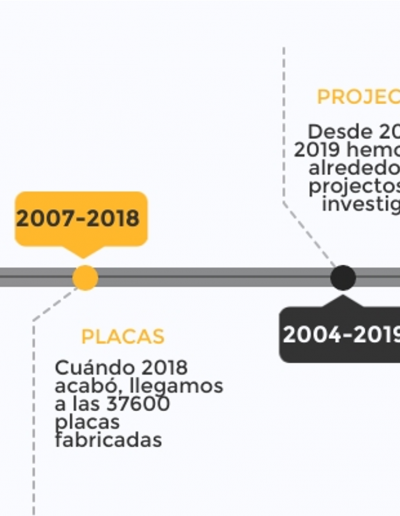 2007-2018
PLACAS
Cuándo 2018
acabó, llegamos
a las 37600
placas
fabricadas
PROJEC
Desde 20
2019 hemo
alrededo
projectos
investig
2004-2019